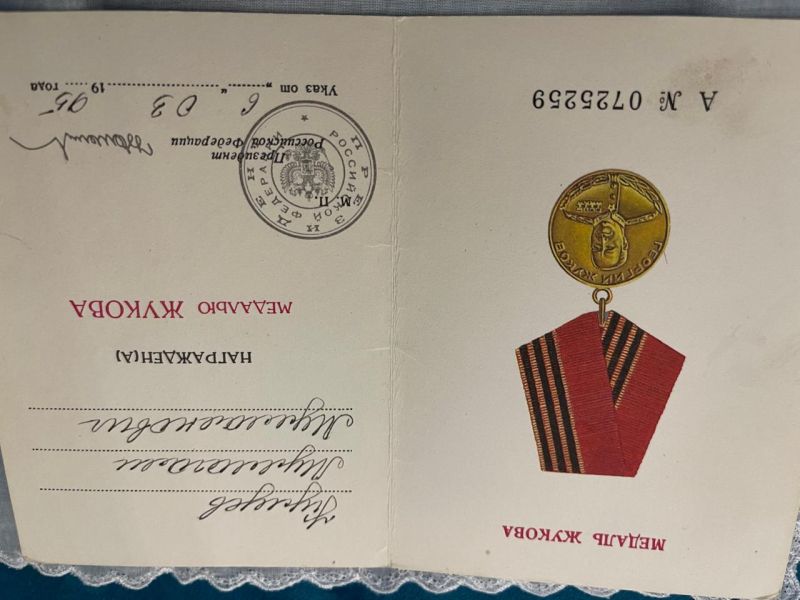 МЕДАЛЬ ЖУКОВА
ГЕОРГИЙ ЖУКОВ
А № 0725259
НАГРАЖДЕН(А)
МЕДАЛЬЮ ЖУКОВА
М. П.
Президент
Российской Федерации
ПРЕЗИДЕНТ
РОССИЙСКОЙ ФЕДЕРАЦИИ
Указ от „ 6 “ 03 19 95 года